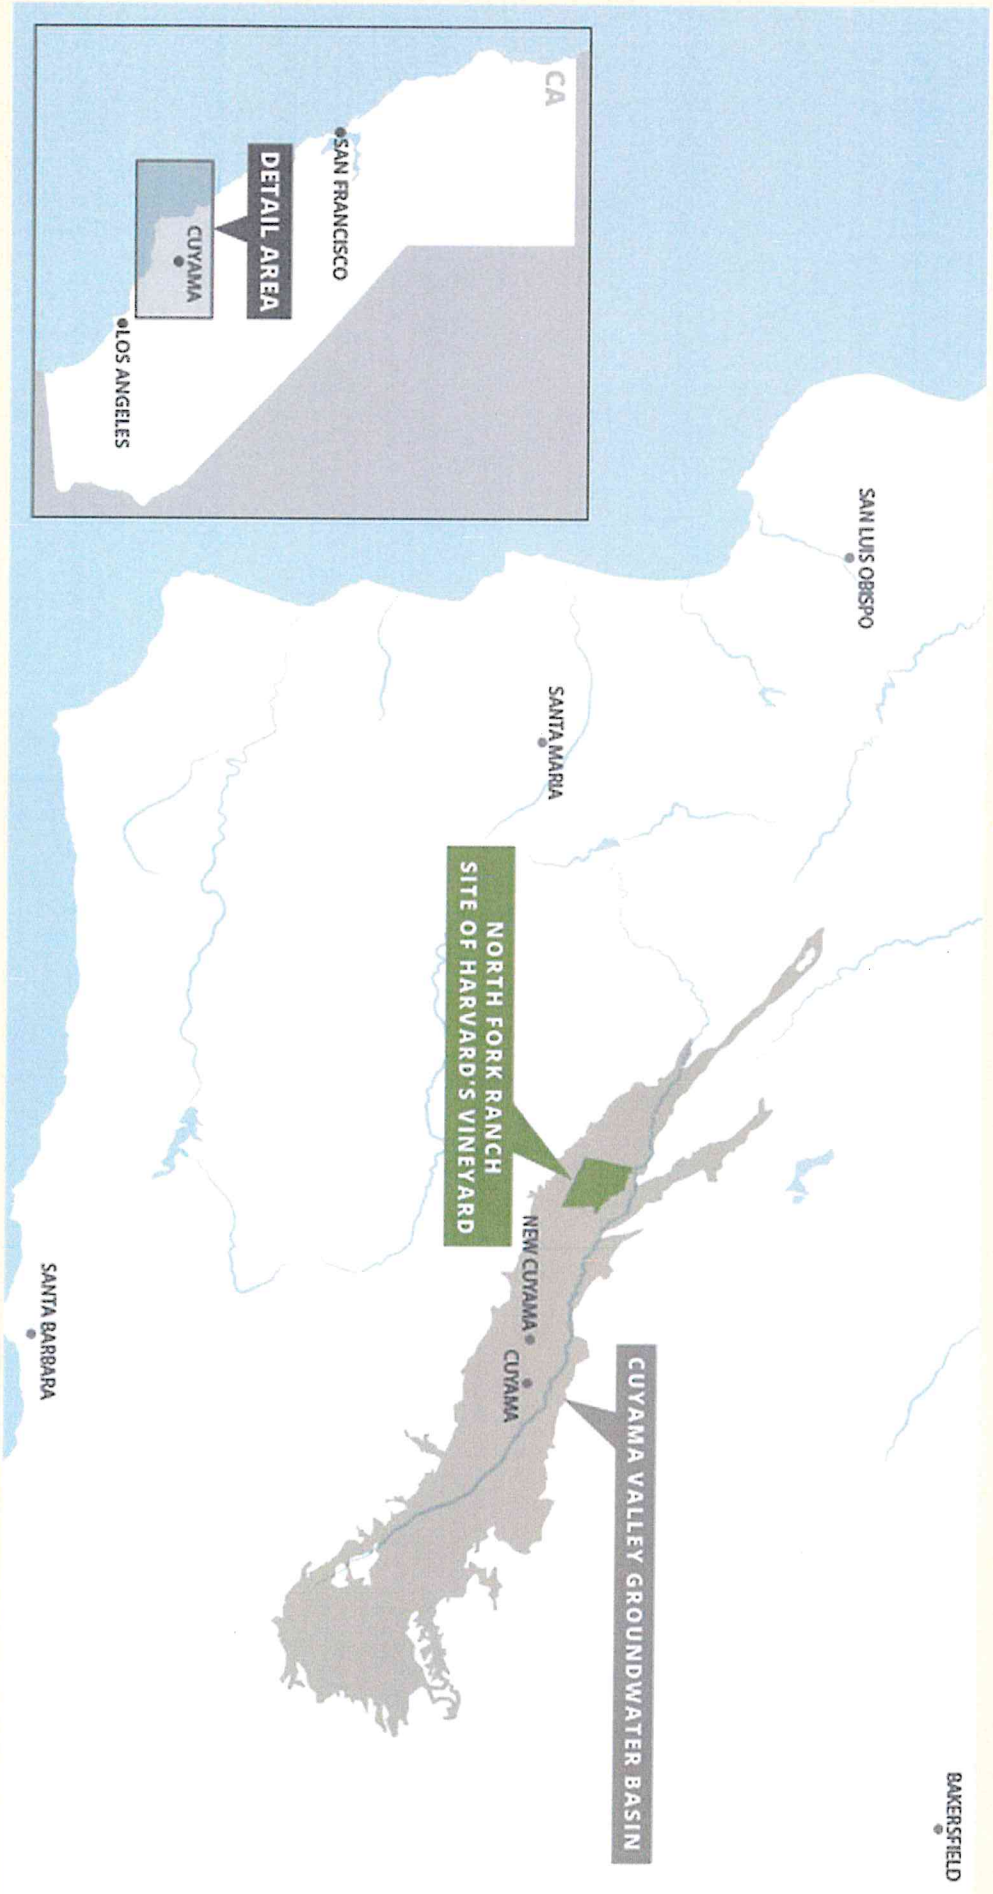 CA
SAN FRANCISCO
DETAIL AREA
CUYAMA
LOS ANGELES
BAKERSFIELD
SAN LUIS OBISPO
CUYAMA VALLEY GROUNDWATER BASIN
SANTA MARIA
NEW CUYAMA
CUYAMA
NORTH FORK RANCH
SITE OF HARVARD'S VINEYARD
SANTA BARBARA